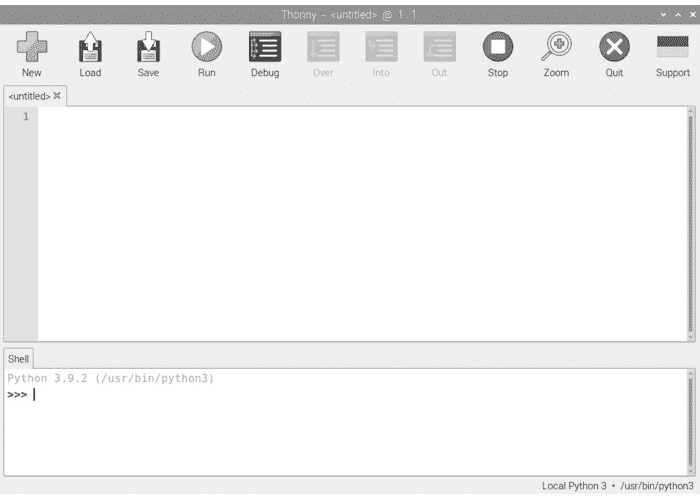 Thonny - <untitled> @ 1 : 1
New Load Save Run Debug Over Into Out Stop Zoom Quit Support
<untitled> ✕
1
Shell
Python 3.9.2 (/usr/bin/python3)
>>>
Local Python 3 • /usr/bin/python3